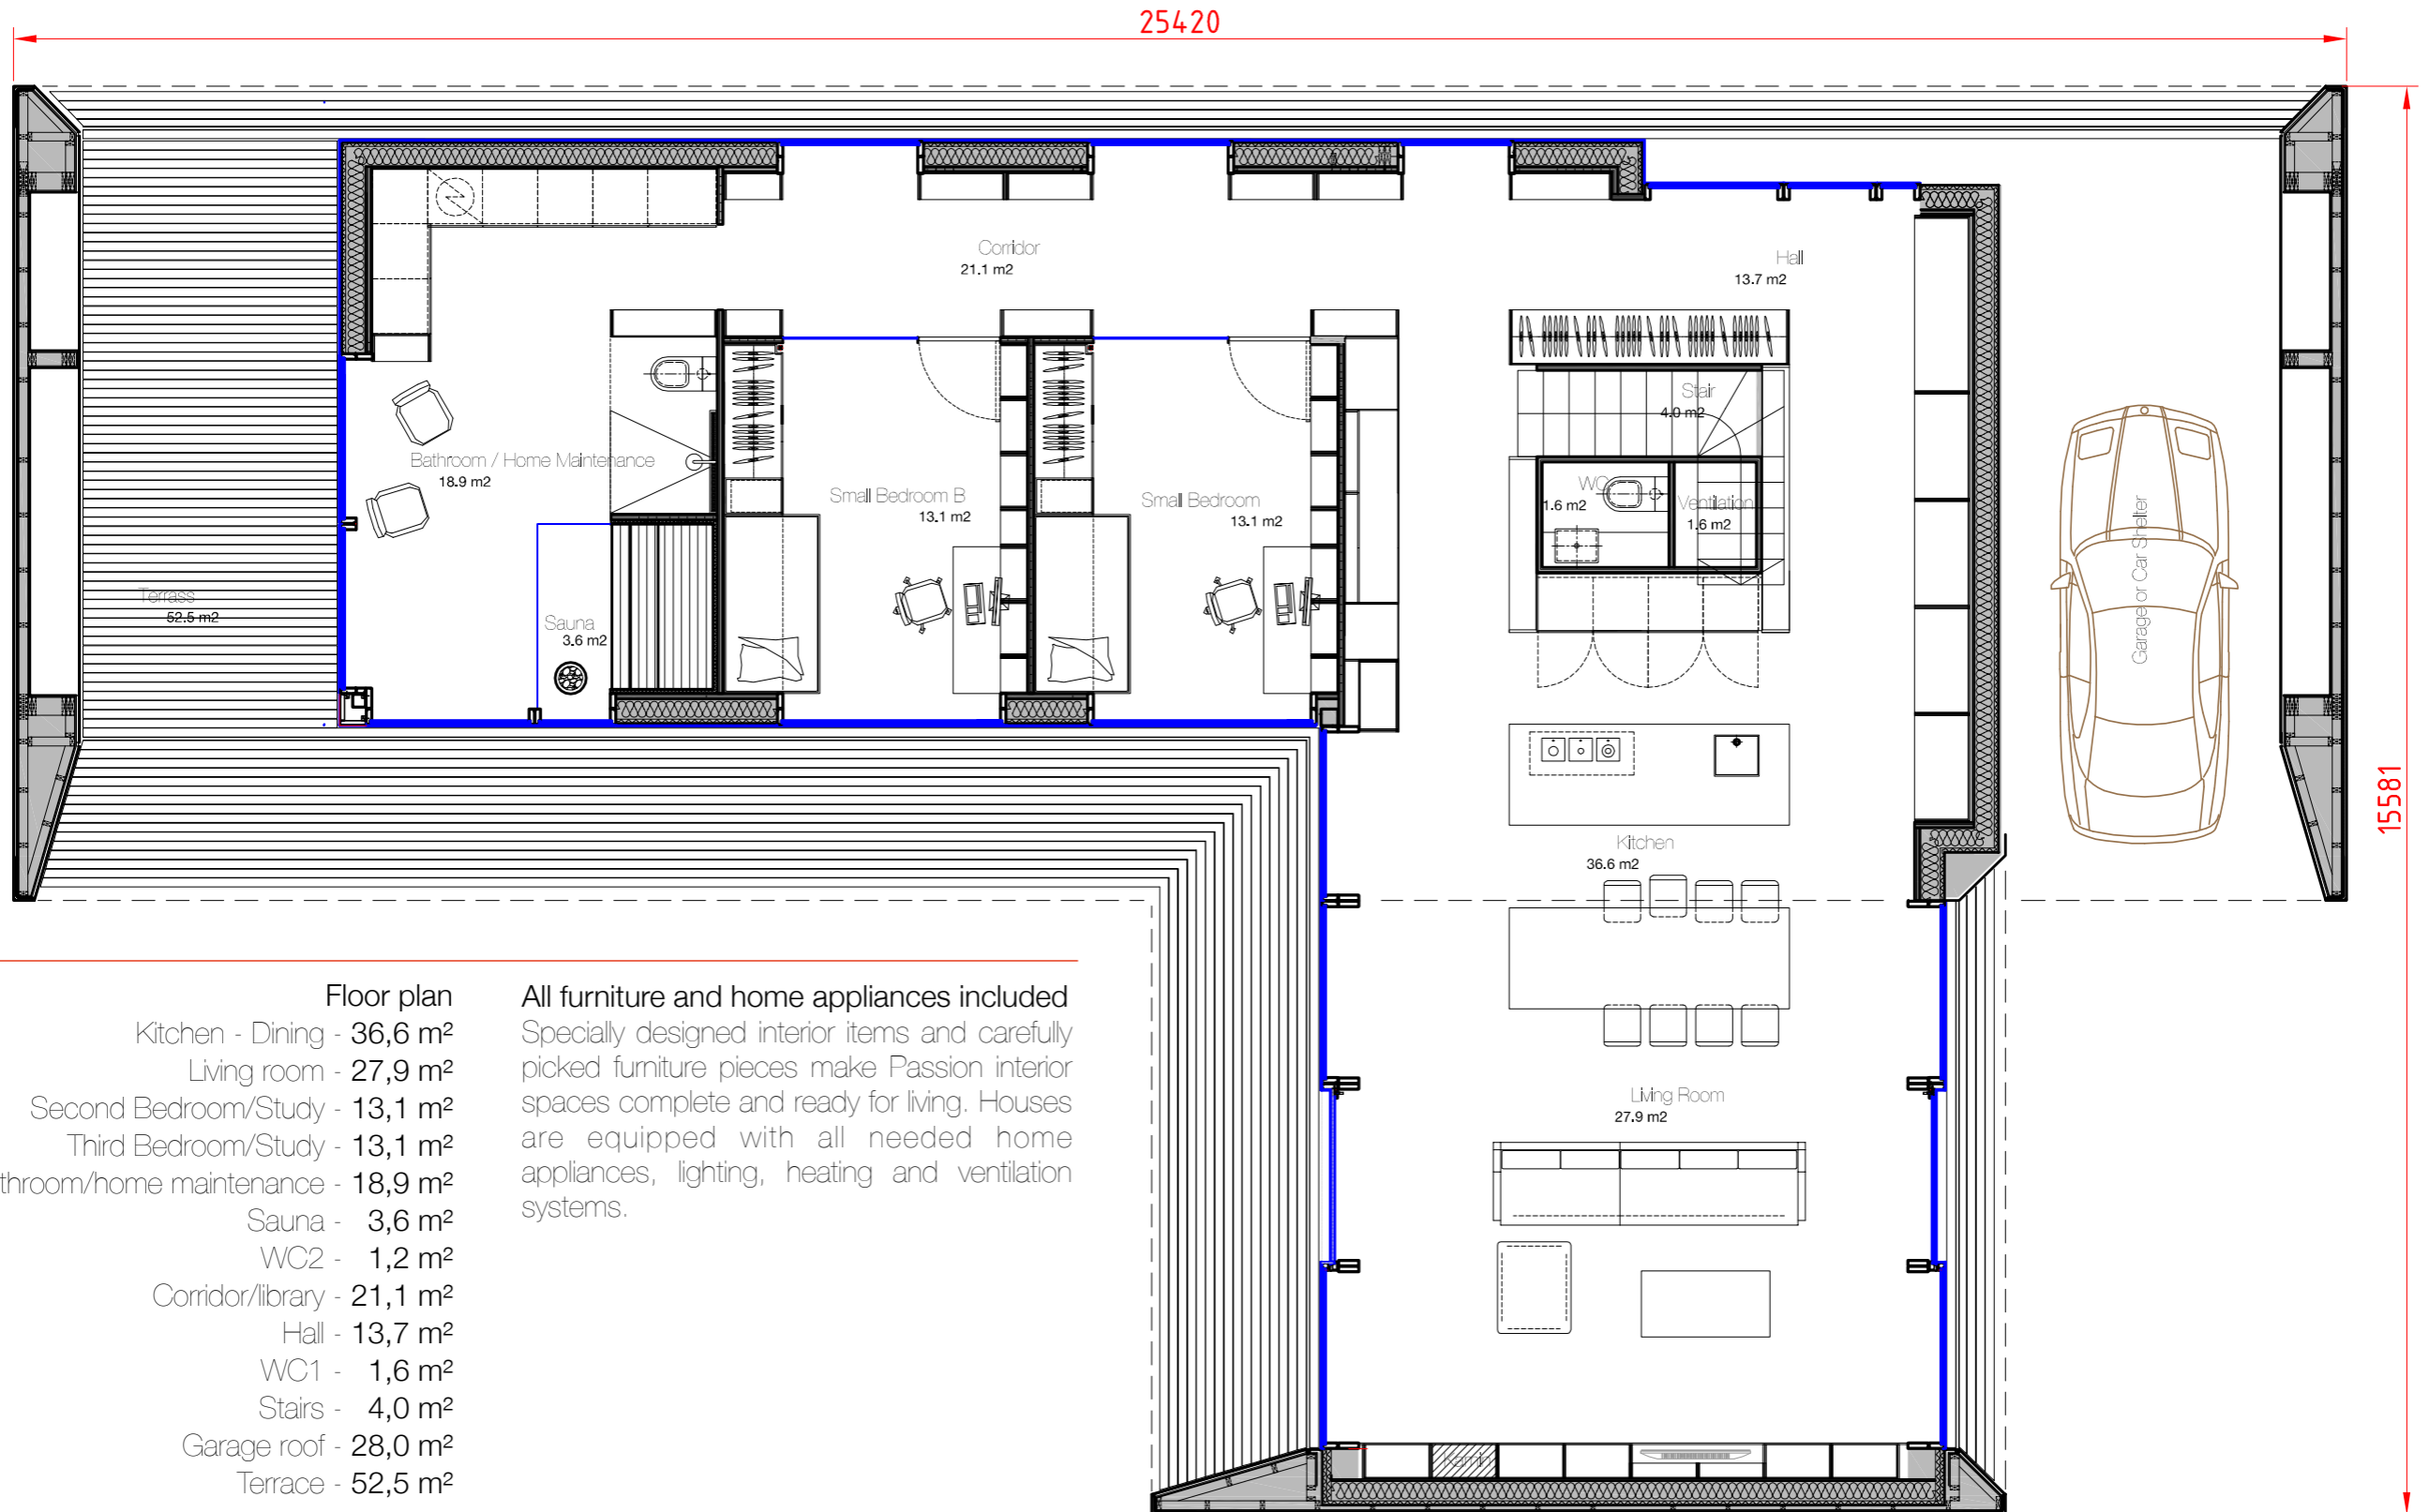 25420
Corridor
21.1 m2
Hall
13.7 m2
Stair
4.0 m2
Bathroom / Home Maintenance
18.9 m2
Small Bedroom B
13.1 m2
Small Bedroom
13.1 m2
WC
1.6 m2
Ventilation
1.6 m2
Garage or Car Shelter
Terrass
52.5 m2
Sauna
3.6 m2
15581
Kitchen
36.6 m2
Living Room
27.9 m2
Floor plan
Kitchen - Dining - 36,6 m²
Living room - 27,9 m²
Second Bedroom/Study - 13,1 m²
Third Bedroom/Study - 13,1 m²
throom/home maintenance - 18,9 m²
Sauna - 3,6 m²
WC2 - 1,2 m²
Corridor/library - 21,1 m²
Hall - 13,7 m²
WC1 - 1,6 m²
Stairs - 4,0 m²
Garage roof - 28,0 m²
Terrace - 52,5 m²
All furniture and home appliances included
Specially designed interior items and carefully
picked furniture pieces make Passion interior
spaces complete and ready for living. Houses
are equipped with all needed home
appliances, lighting, heating and ventilation
systems.